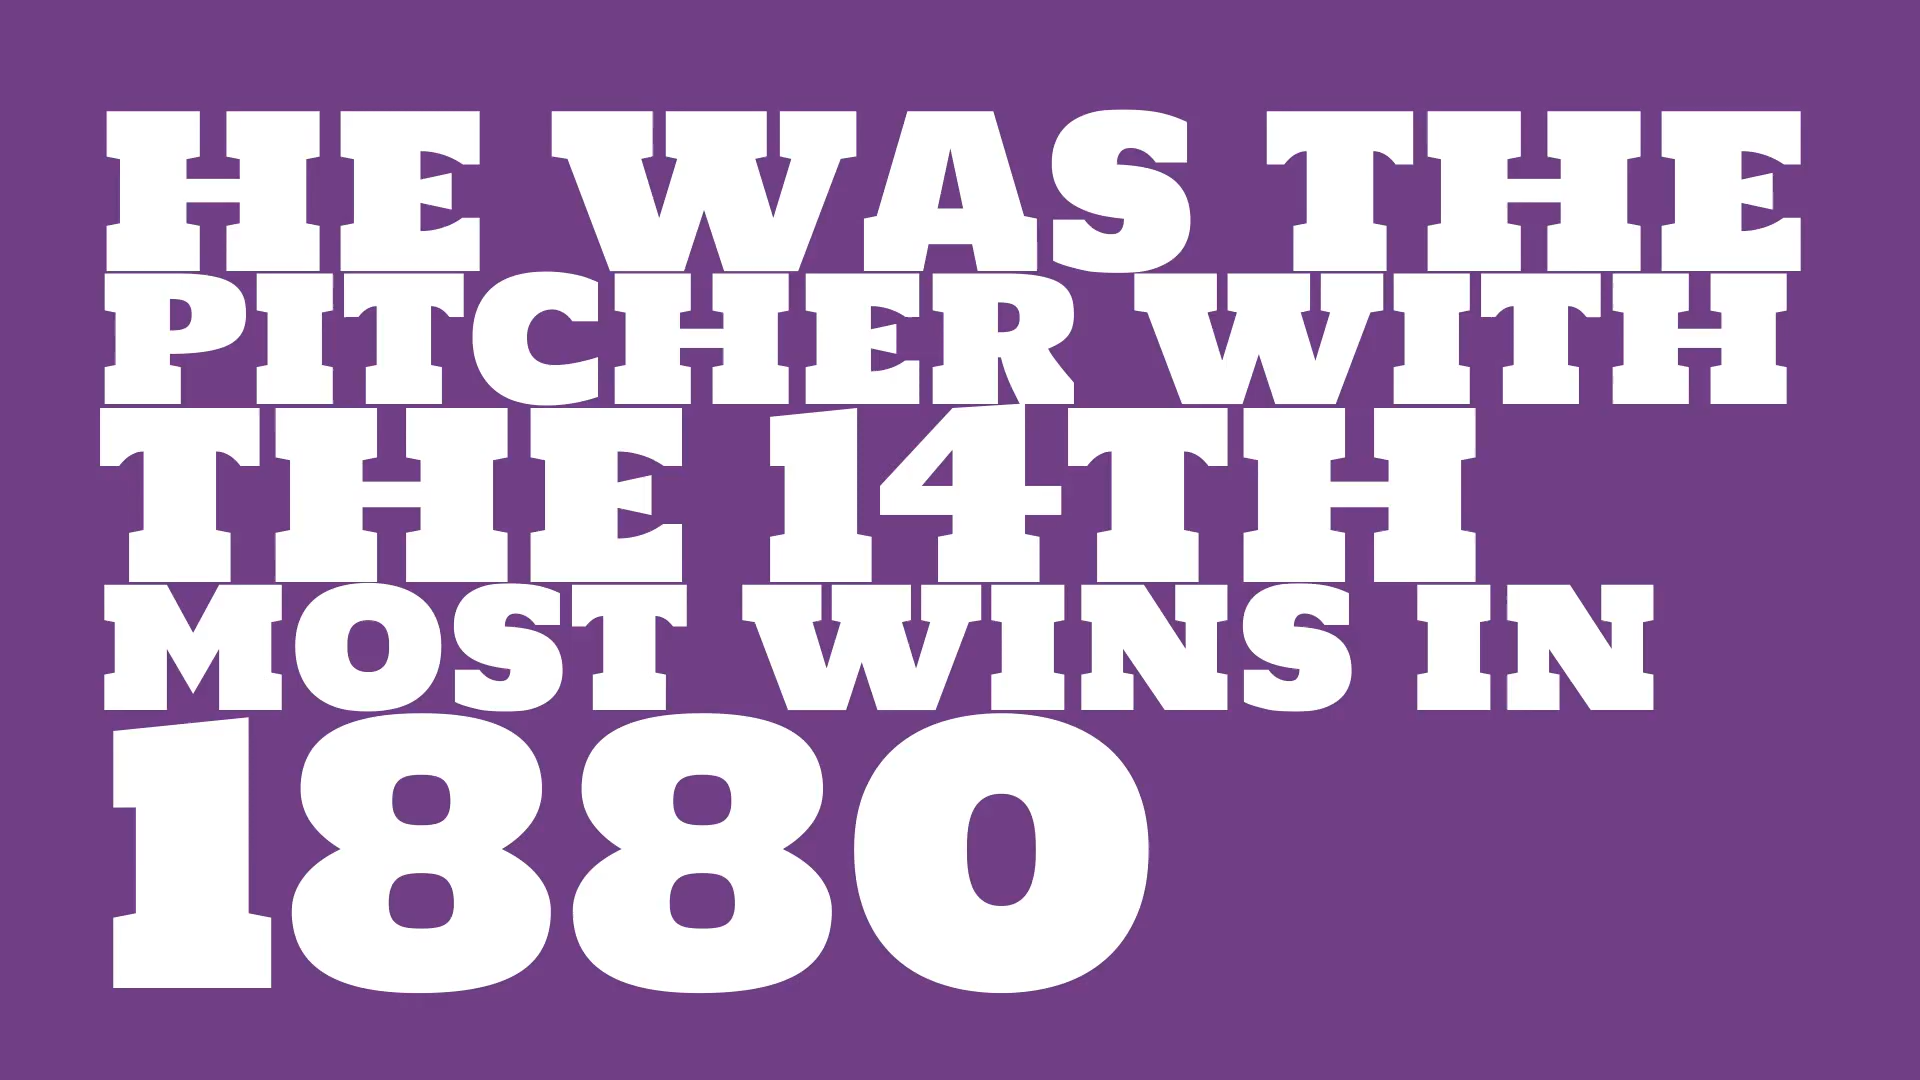 HE WAS THE
PITCHER WITH
THE 14TH
MOST WINS IN
1880